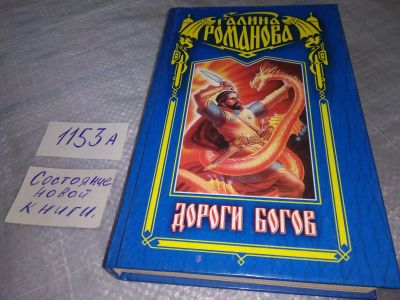 ГАЛИНА
РОМАНОВА
1153А
Состояние
новой
книги.
ДОРОГИ БОГОВ